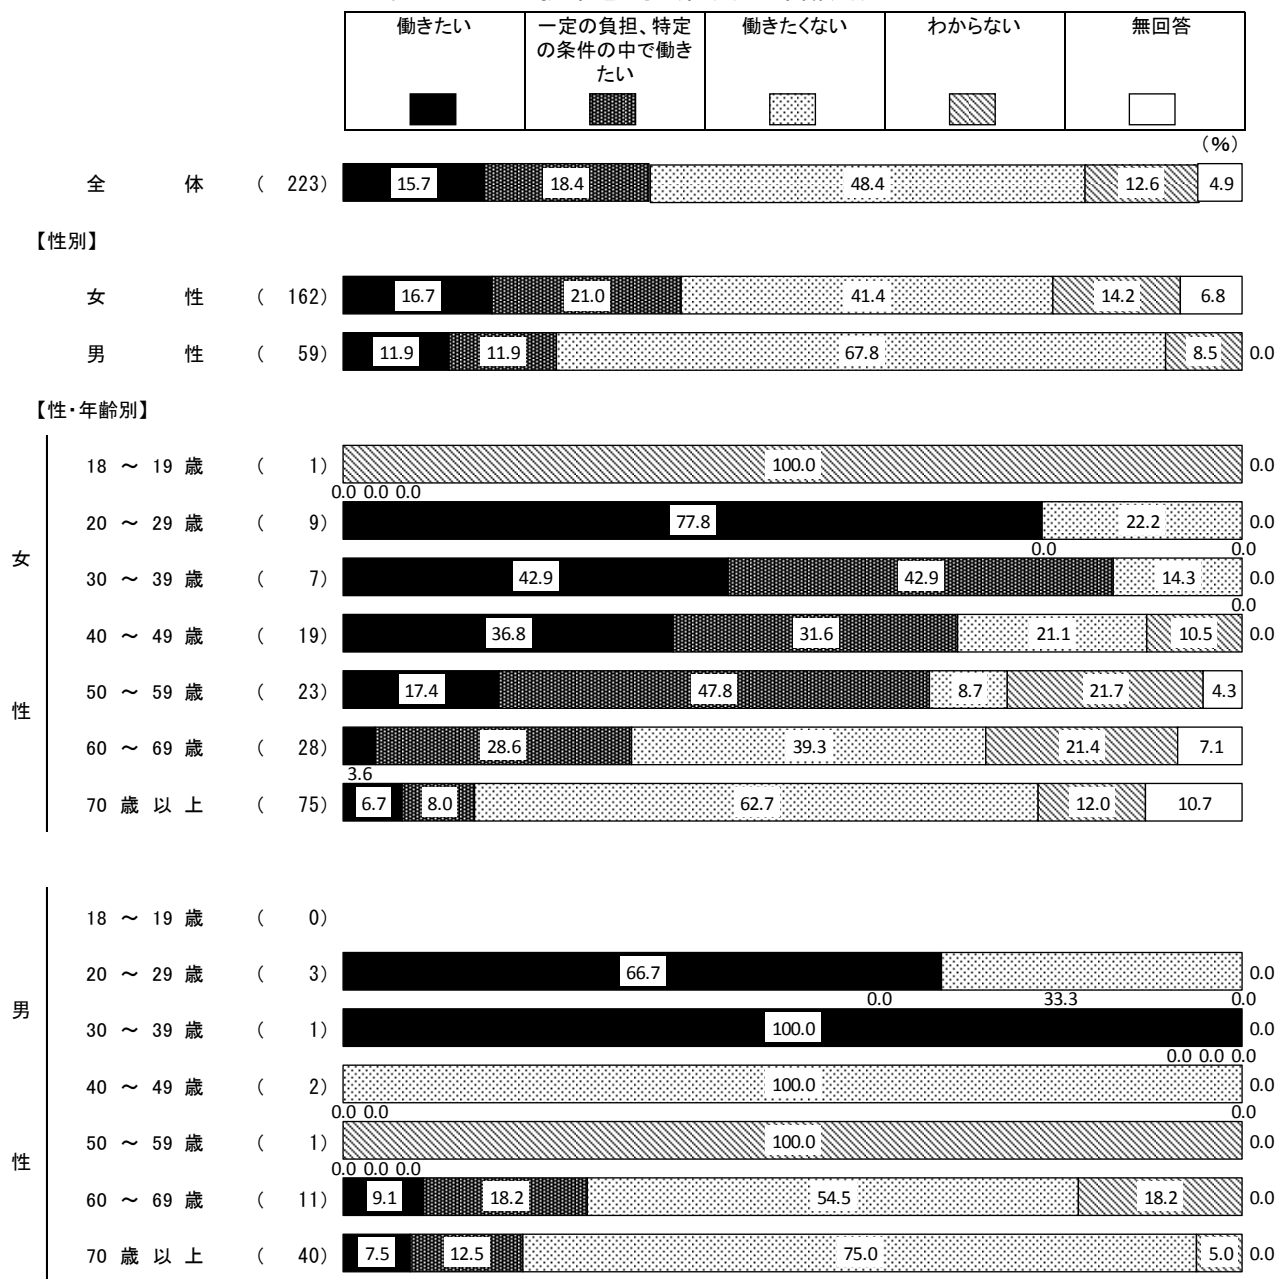 働きたい
一定の負担、特定の条件の中で働きたい
働きたくない
わからない
無回答
(%)
全 体 ( 223) 15.7 18.4 48.4 12.6 4.9
【性別】
女 性 ( 162) 16.7 21.0 41.4 14.2 6.8
男 性 ( 59) 11.9 11.9 67.8 8.5 0.0
【性・年齢別】
女性
18 ～ 19 歳 ( 1) 100.0 0.0
0.0 0.0 0.0
20 ～ 29 歳 ( 9) 77.8 22.2 0.0
0.0 0.0
30 ～ 39 歳 ( 7) 42.9 42.9 14.3 0.0
0.0
40 ～ 49 歳 ( 19) 36.8 31.6 21.1 10.5 0.0
50 ～ 59 歳 ( 23) 17.4 47.8 8.7 21.7 4.3
60 ～ 69 歳 ( 28) 28.6 39.3 21.4 7.1
3.6
70 歳 以 上 ( 75) 6.7 8.0 62.7 12.0 10.7
男性
18 ～ 19 歳 ( 0)
20 ～ 29 歳 ( 3) 66.7 0.0
0.0 33.3 0.0
30 ～ 39 歳 ( 1) 100.0 0.0
0.0 0.0 0.0
40 ～ 49 歳 ( 2) 100.0 0.0
0.0 0.0 0.0
50 ～ 59 歳 ( 1) 100.0 0.0
0.0 0.0 0.0
60 ～ 69 歳 ( 11) 9.1 18.2 54.5 18.2 0.0
70 歳 以 上 ( 40) 7.5 12.5 75.0 5.0 0.0